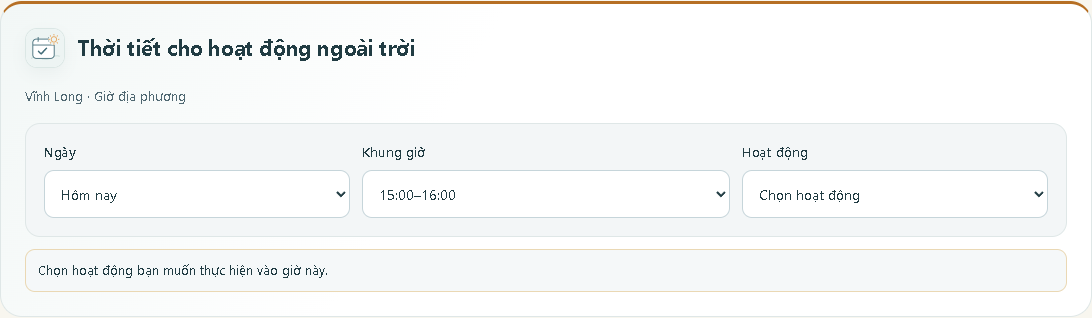 Thời tiết cho hoạt động ngoài trời
Vĩnh Long · Giờ địa phương
Ngày
Khung giờ
Hoạt động
Hôm nay
15:00–16:00
Chọn hoạt động
Chọn hoạt động bạn muốn thực hiện vào giờ này.